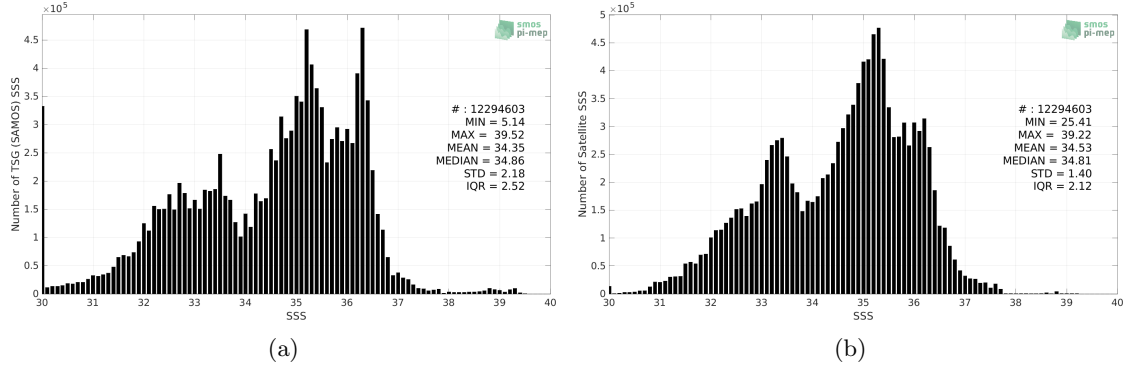 ×10⁵
4.5
4
3.5
3
2.5
2
1.5
1
0.5
0
Number of TSG (SAMOS) SSS
30 31 32 33 34 35 36 37 38 39 40
SSS
smos
pi-mep
# : 12294603
MIN = 5.14
MAX = 39.52
MEAN = 34.35
MEDIAN = 34.86
STD = 2.18
IQR = 2.52
(a)
×10⁵
5
4.5
4
3.5
3
2.5
2
1.5
1
0.5
0
Number of Satellite SSS
30 31 32 33 34 35 36 37 38 39 40
SSS
smos
pi-mep
# : 12294603
MIN = 25.41
MAX = 39.22
MEAN = 34.53
MEDIAN = 34.81
STD = 1.40
IQR = 2.12
(b)